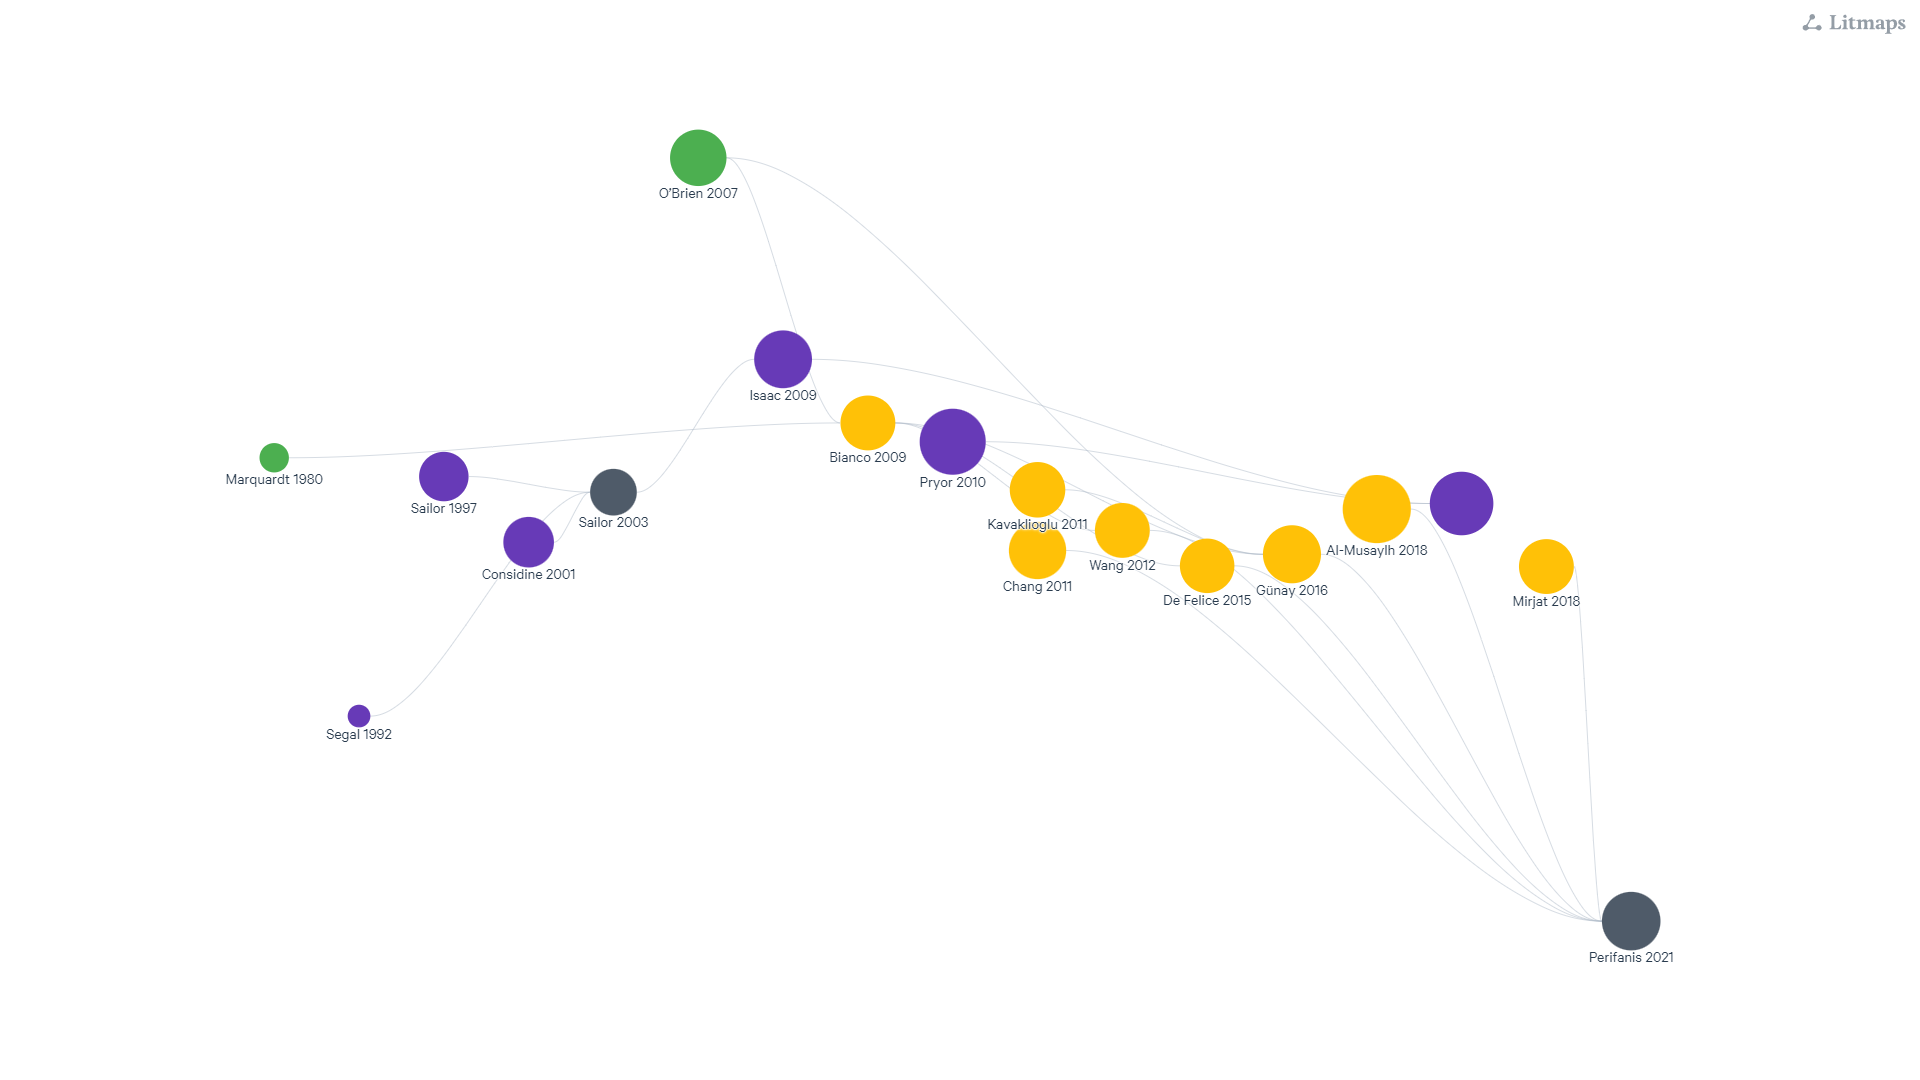 Litmaps
O'Brien 2007
Isaac 2009
Bianco 2009
Marquardt 1980
Pryor 2010
Sailor 1997
Sailor 2003
Kavaklioglu 2011
Al-Musaylh 2018
Wang 2012
Considine 2001
Chang 2011
Günay 2016
De Felice 2015
Mirjat 2018
Segal 1992
Perifanis 2021